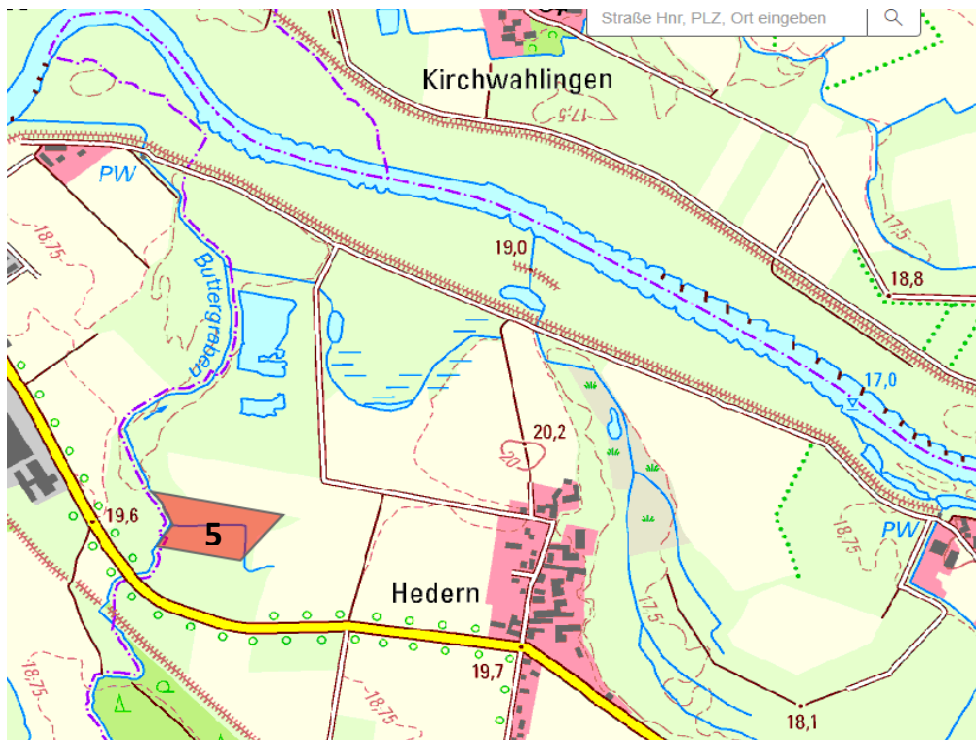 Straße Hnr, PLZ, Ort eingeben
Kirchwahlingen
17,5
PW
18,75
19,0
17,5
18,8
Buttergraben
17,0
20,2
20
19,6
5
18,75
PW
Hedern
17,5
19,7
18,75
18,75
18,1